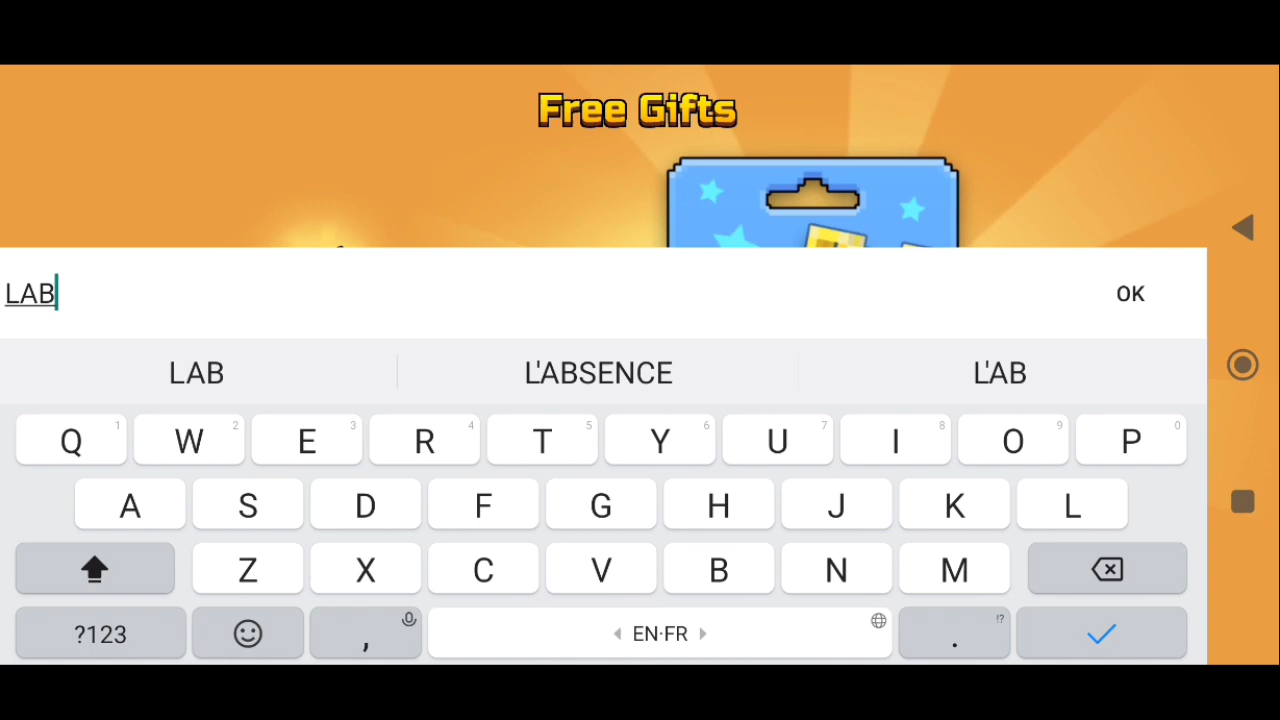 Free Gifts
LAB
OK
LAB L'ABSENCE L'AB
Q 1 W 2 E 3 R 4 T 5 Y 6 U 7 I 8 O 9 P 0
A S D F G H J K L
Z X C V B N M
?123 , EN·FR . !?